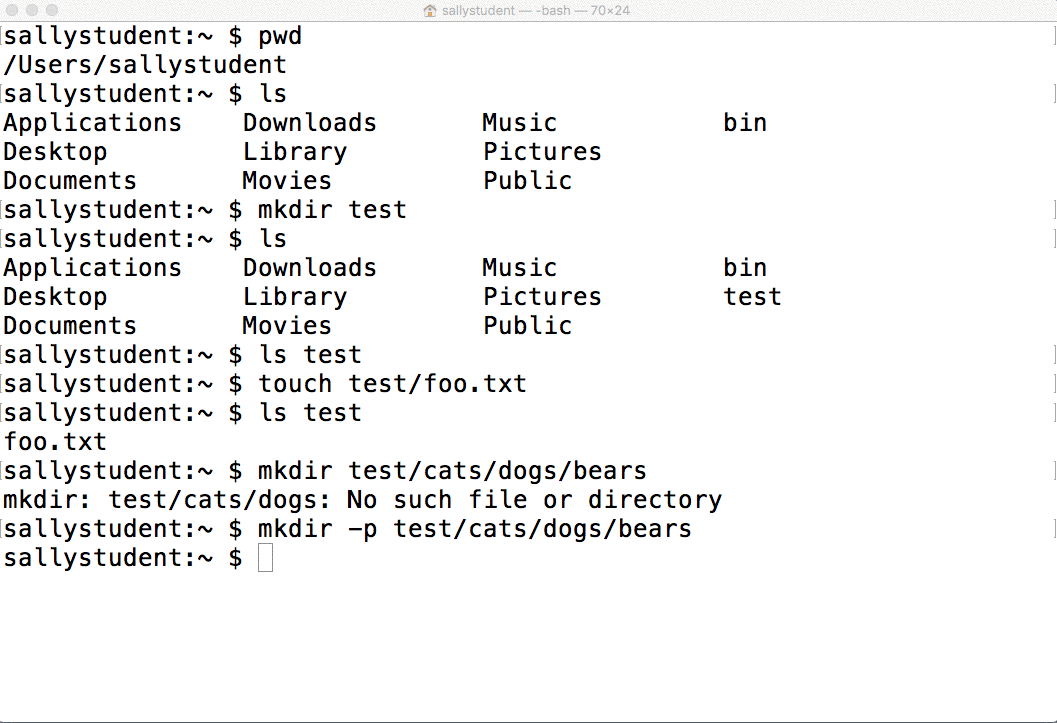 sallystudent — -bash — 70×24
sallystudent:~ $ pwd
/Users/sallystudent
sallystudent:~ $ ls
Applications    Downloads       Music           bin
Desktop         Library         Pictures
Documents       Movies          Public
sallystudent:~ $ mkdir test
sallystudent:~ $ ls
Applications    Downloads       Music           bin
Desktop         Library         Pictures        test
Documents       Movies          Public
sallystudent:~ $ ls test
sallystudent:~ $ touch test/foo.txt
sallystudent:~ $ ls test
foo.txt
sallystudent:~ $ mkdir test/cats/dogs/bears
mkdir: test/cats/dogs: No such file or directory
sallystudent:~ $ mkdir -p test/cats/dogs/bears
sallystudent:~ $